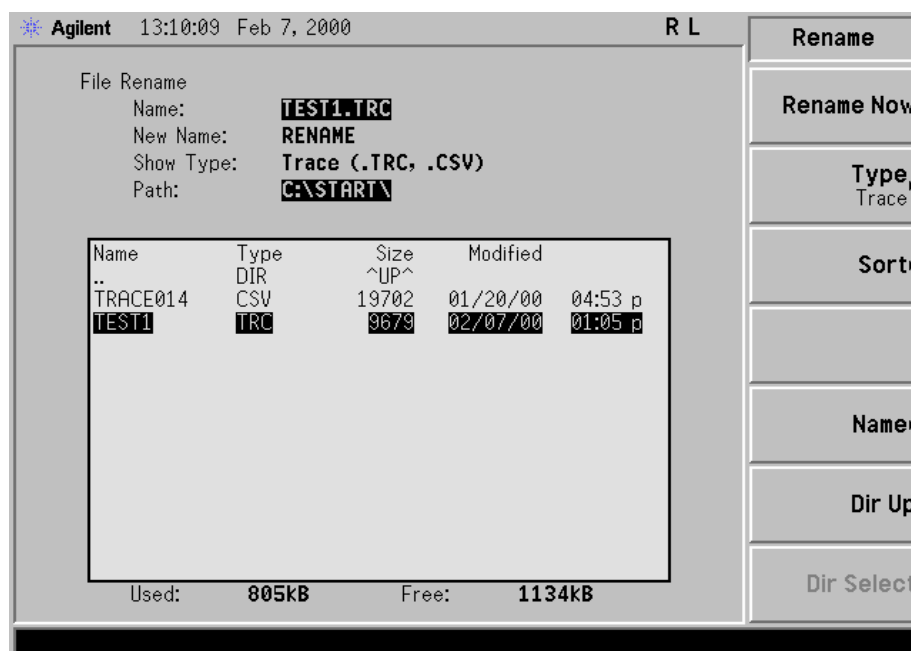 Agilent 13:10:09 Feb 7, 2000 R L
Rename
File Rename
Name: TEST1.TRC
New Name: RENAME
Show Type: Trace (.TRC, .CSV)
Path: C:\START\
Name Type Size Modified
.. DIR ^UP^
TRACE014 CSV 19702 01/20/00 04:53 p
TEST1 TRC 9679 02/07/00 01:05 p
Used: 805kB Free: 1134kB
Rename Now
Type
Trace
Sort
Name
Dir Up
Dir Select